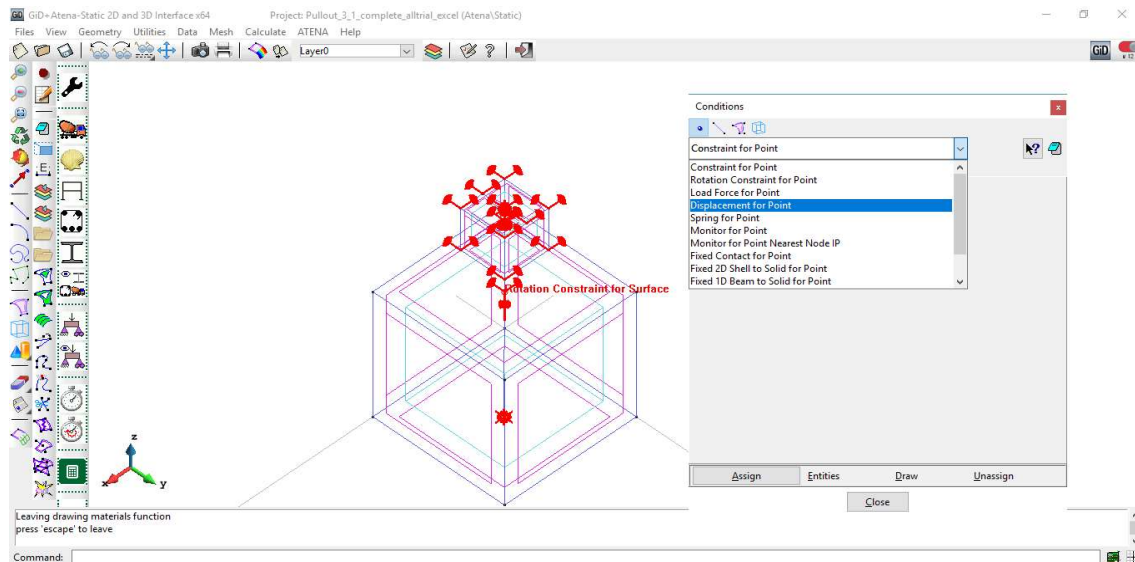 GiD GiD+Atena-Static 2D and 3D Interface x64 Project: Pullout_3_1_complete_alltrial_excel (Atena\Static)
Files View Geometry Utilities Data Mesh Calculate ATENA Help
Layer0
GiD
Conditions
Constraint for Point
Constraint for Point
Rotation Constraint for Point
Load Force for Point
Displacement for Point
Spring for Point
Monitor for Point
Monitor for Point Nearest Node IP
Fixed Contact for Point
Fixed 2D Shell to Solid for Point
Fixed 1D Beam to Solid for Point
Rotation Constraint for Surface
z
x
y
Assign Entities Draw Unassign
Close
Leaving drawing materials function
press 'escape' to leave
Command: